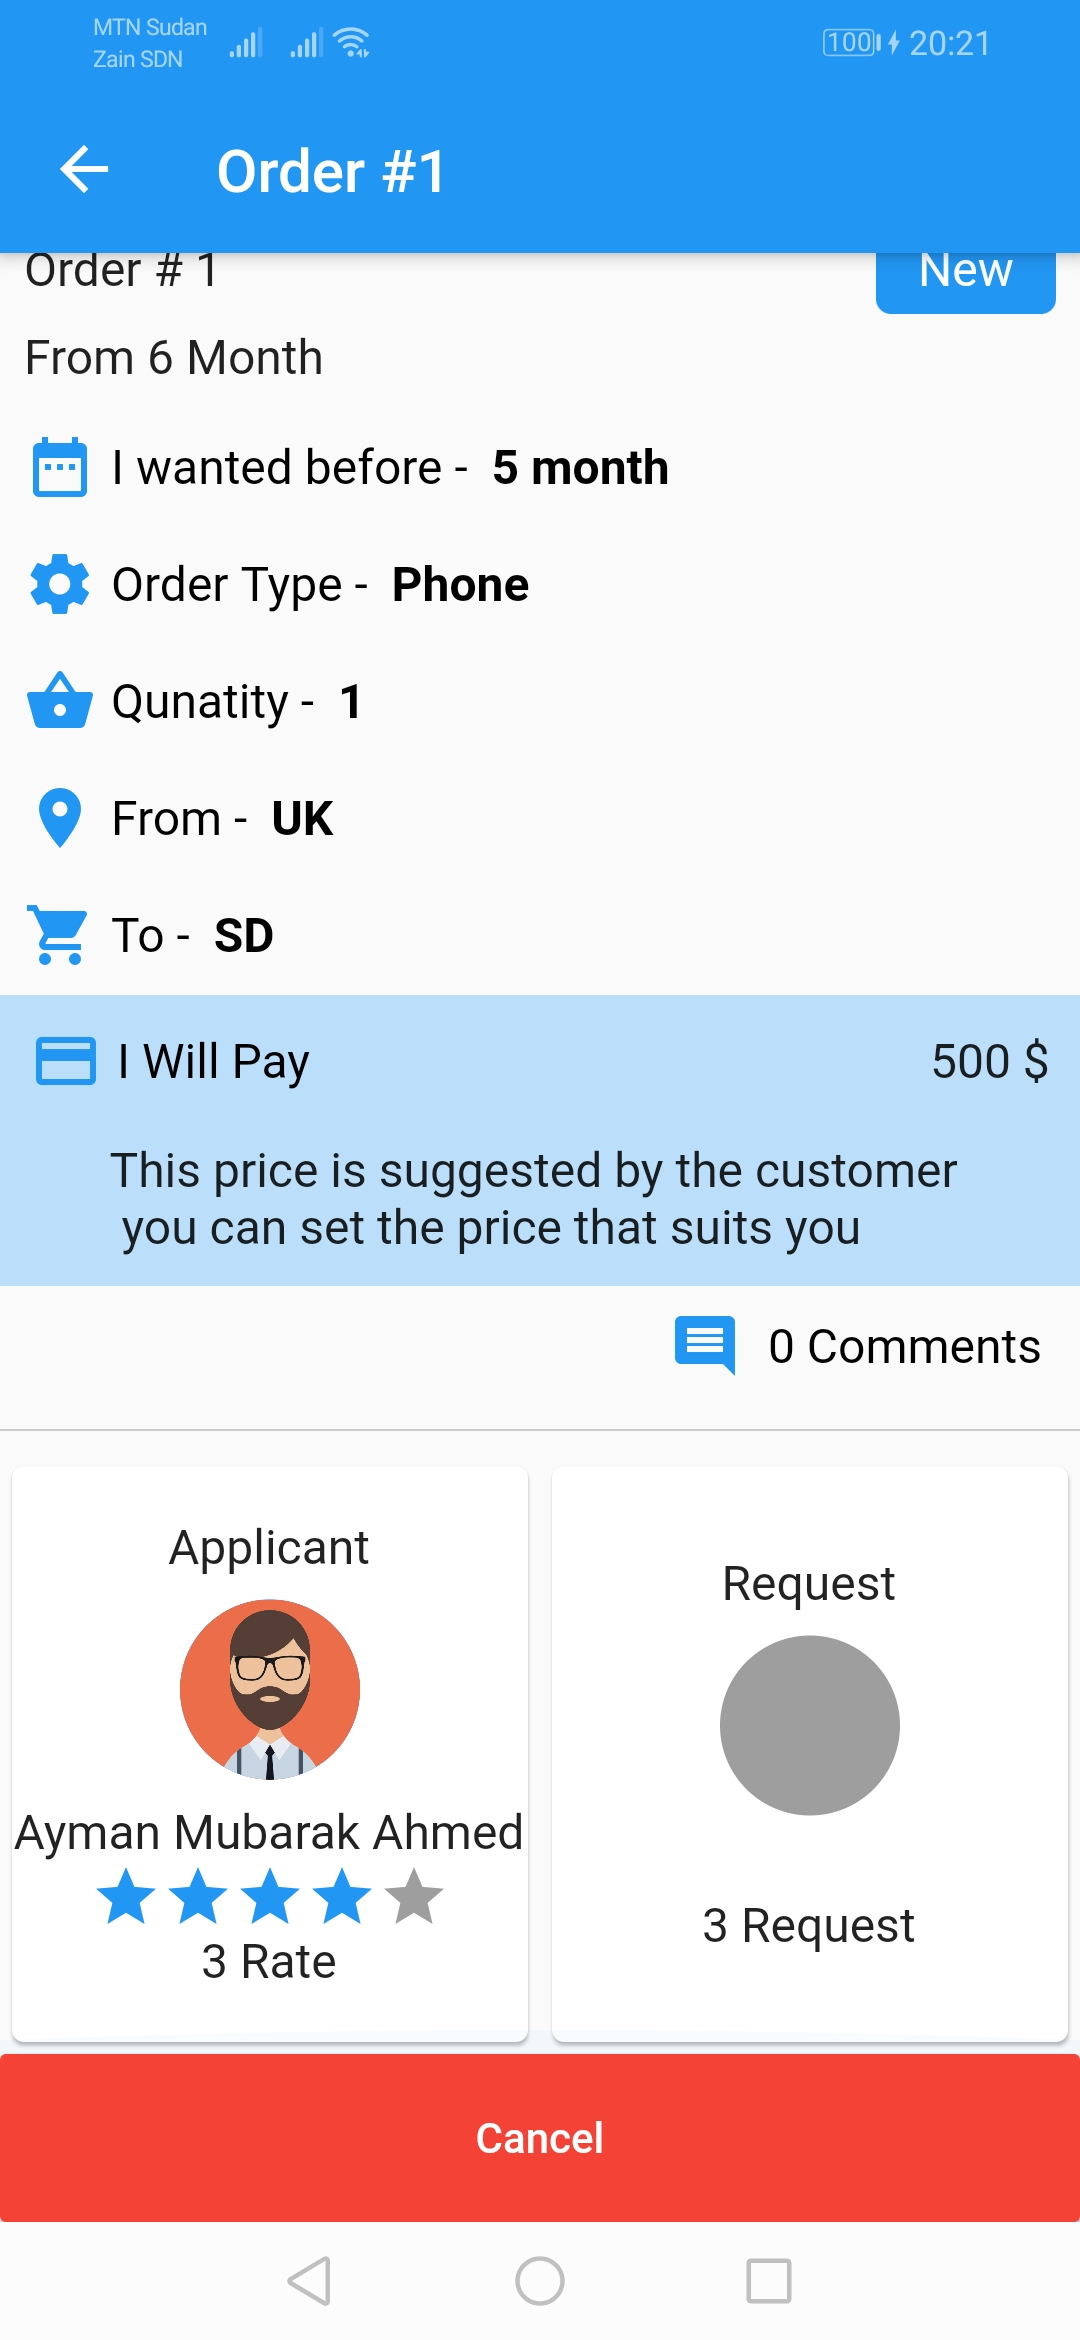 MTN Sudan
Zain SDN
100
20:21
Order #1
Order # 1
New
From 6 Month
I wanted before - 5 month
Order Type - Phone
Qunatity - 1
From - UK
To - SD
I Will Pay
500 $
This price is suggested by the customer
you can set the price that suits you
0 Comments
Applicant
Ayman Mubarak Ahmed
3 Rate
Request
3 Request
Cancel